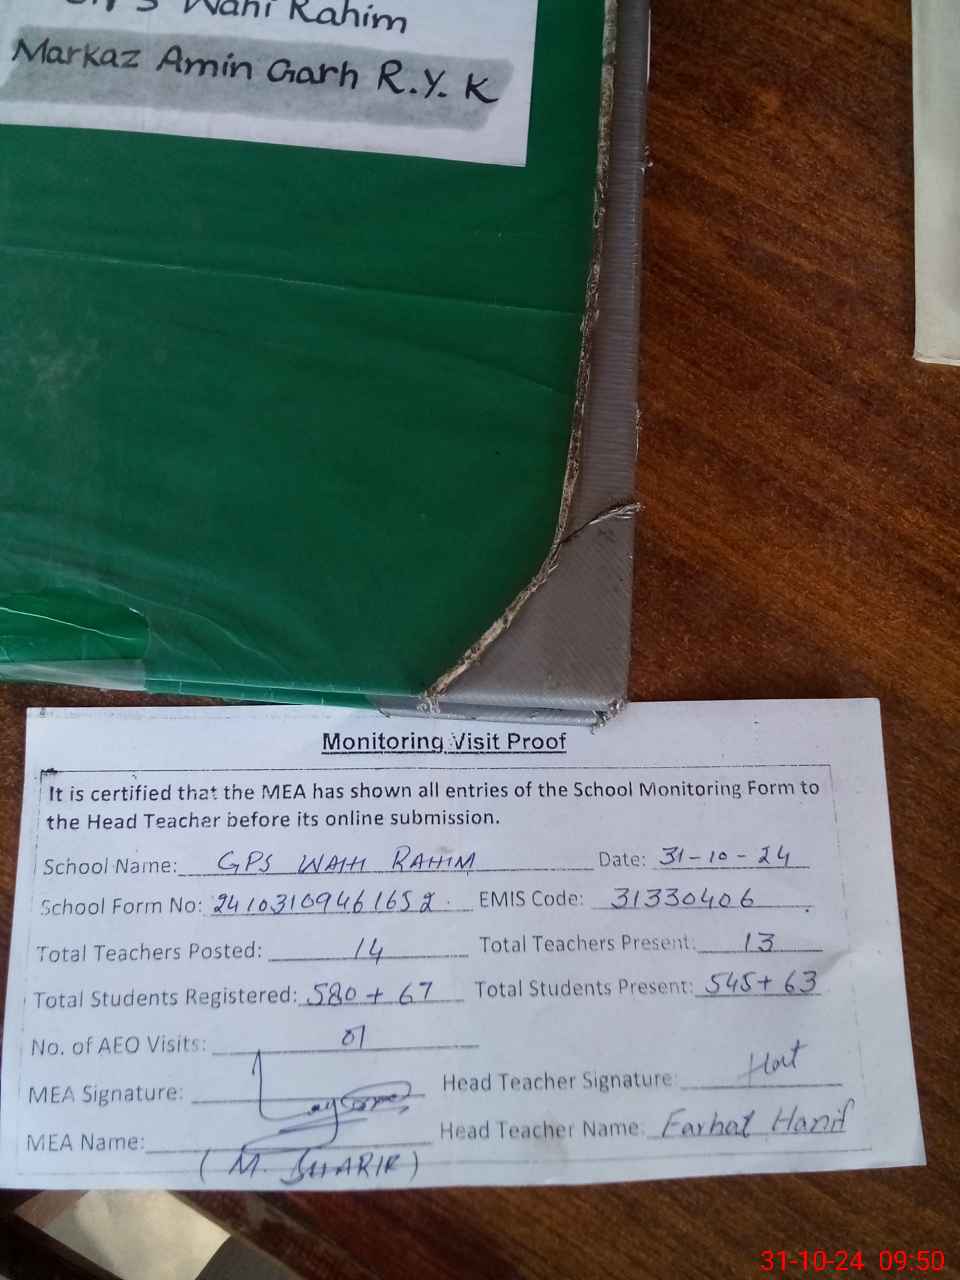 Wahi Rahim
Markaz Amin Garh R.Y.K
Monitoring Visit Proof
It is certified that the MEA has shown all entries of the School Monitoring Form to
the Head Teacher before its online submission.
School Name: GPS WAHI RAHIM Date: 31-10-24
School Form No: 24103109461652 EMIS Code: 31330406
Total Teachers Posted: 14 Total Teachers Present: 13
Total Students Registered: 580 + 67 Total Students Present: 545 + 63
No. of AEO Visits: 01
MEA Signature: Head Teacher Signature:
MEA Name: Head Teacher Name: Farhat Hanif
(M.
31-10-24 09:50